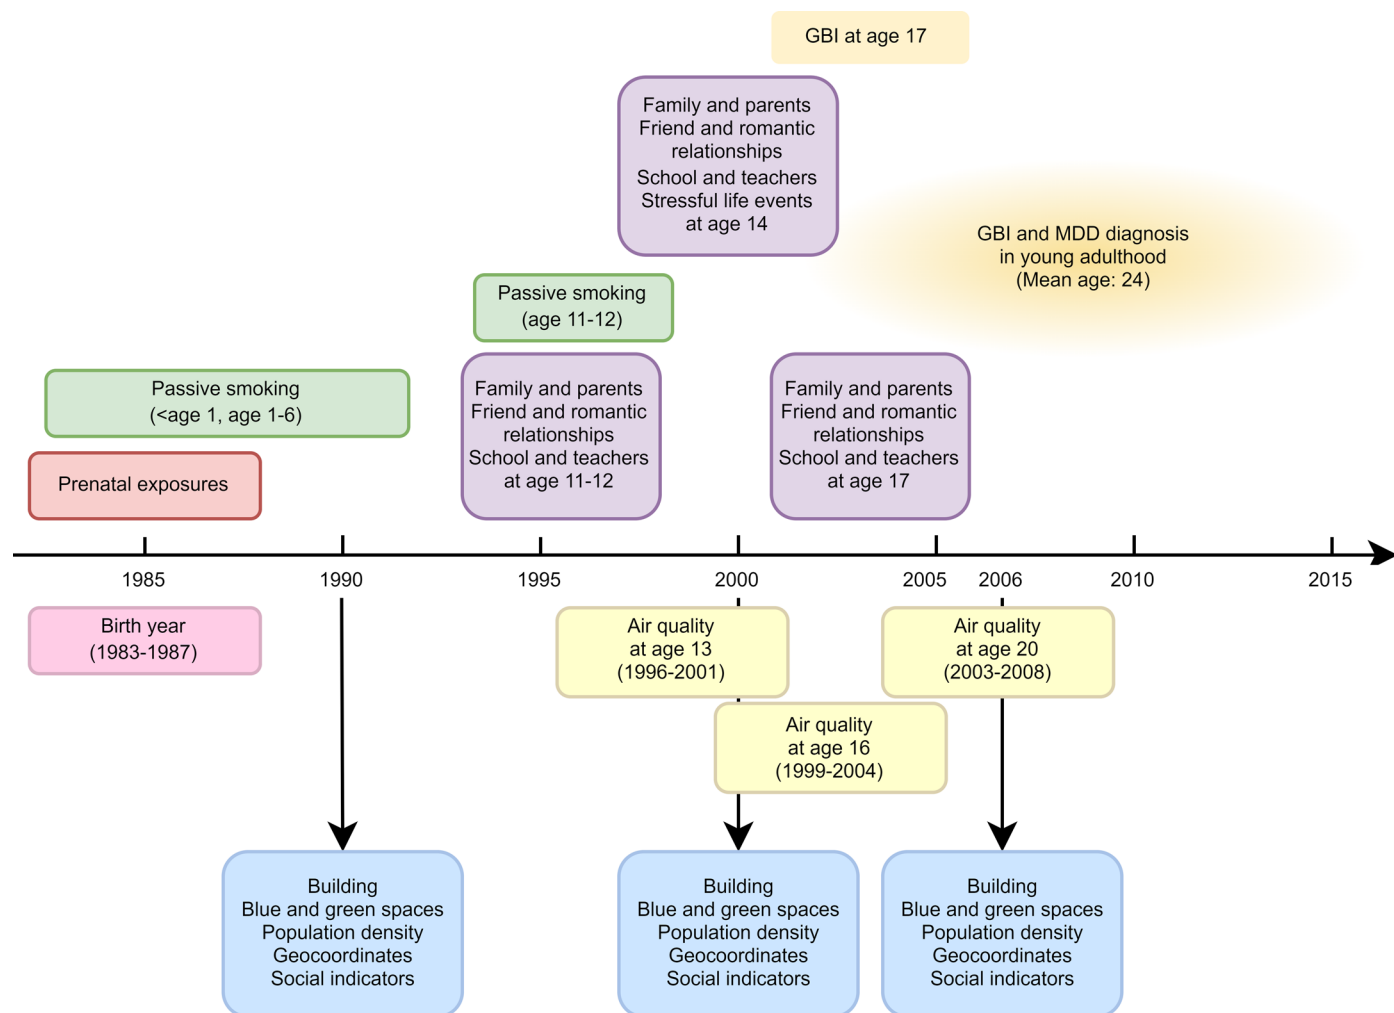 GBI at age 17
Family and parents
Friend and romantic
relationships
School and teachers
Stressful life events
at age 14
GBI and MDD diagnosis
in young adulthood
(Mean age: 24)
Passive smoking
(age 11-12)
Passive smoking
(<age 1, age 1-6)
Family and parents
Friend and romantic
relationships
School and teachers
at age 11-12
Family and parents
Friend and romantic
relationships
School and teachers
at age 17
Prenatal exposures
1985
1990
1995
2000
2005
2006
2010
2015
Birth year
(1983-1987)
Air quality
at age 13
(1996-2001)
Air quality
at age 20
(2003-2008)
Air quality
at age 16
(1999-2004)
Building
Blue and green spaces
Population density
Geocoordinates
Social indicators
Building
Blue and green spaces
Population density
Geocoordinates
Social indicators
Building
Blue and green spaces
Population density
Geocoordinates
Social indicators